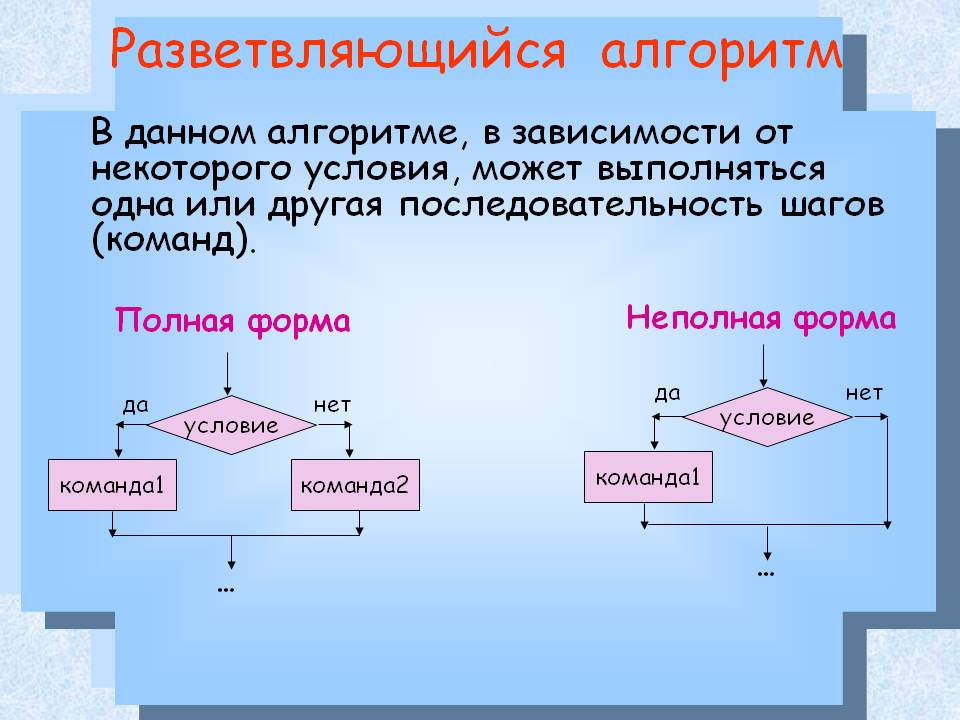 Разветвляющийся алгоритм
В данном алгоритме, в зависимости от
некоторого условия, может выполняться
одна или другая последовательность шагов
(команд).
Полная форма
да
условие
нет
команда1
команда2
...
Неполная форма
да
условие
нет
команда1
...